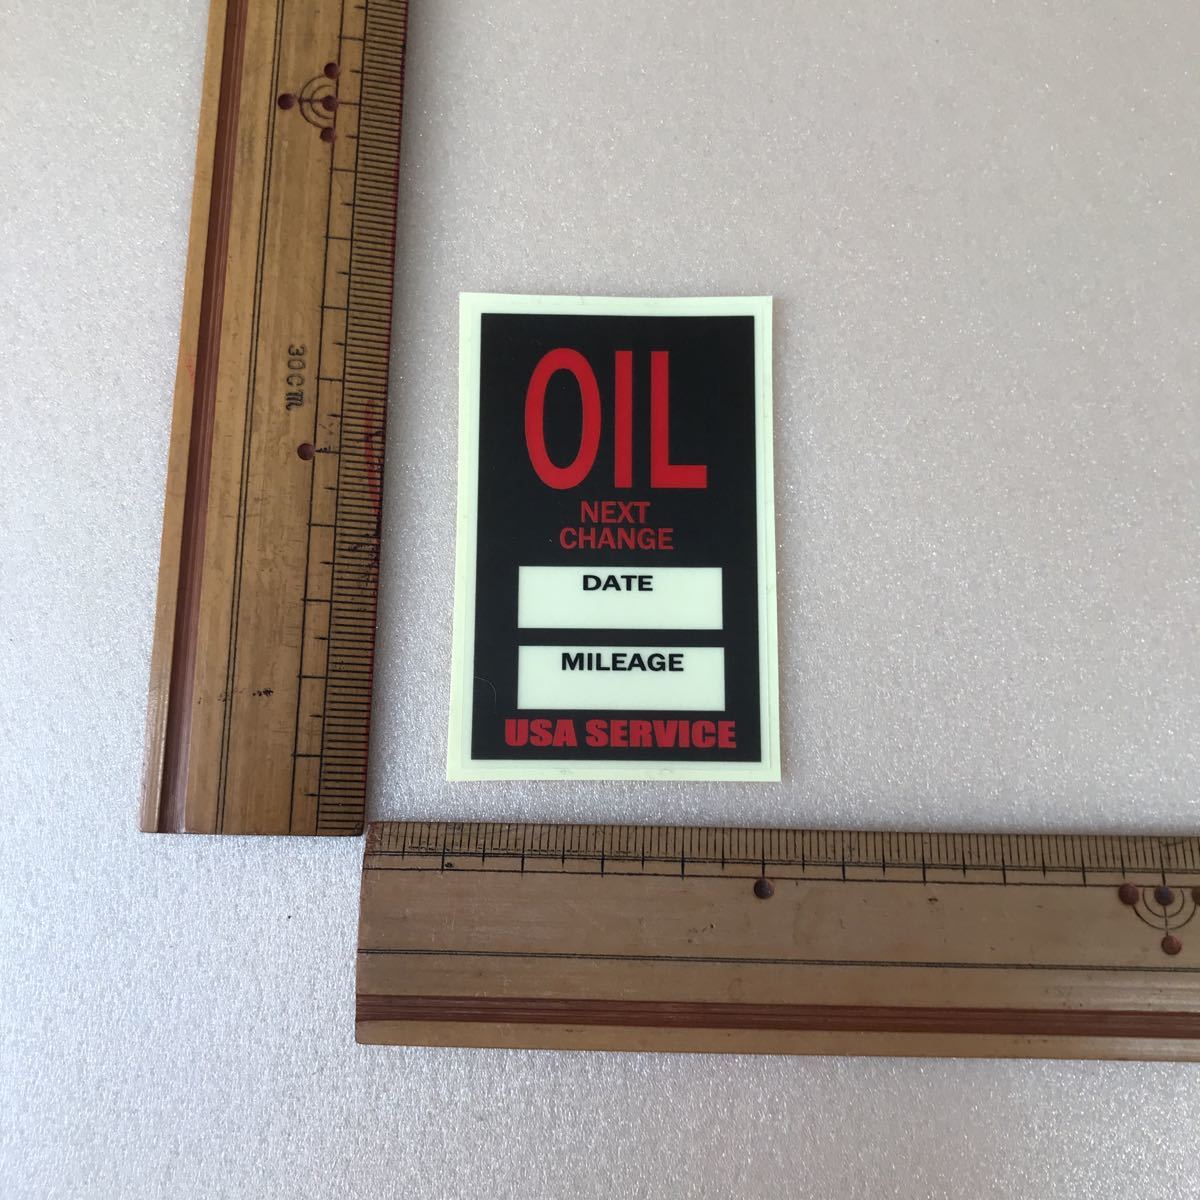 30cm
OIL
NEXT
CHANGE
DATE
MILEAGE
USA SERVICE